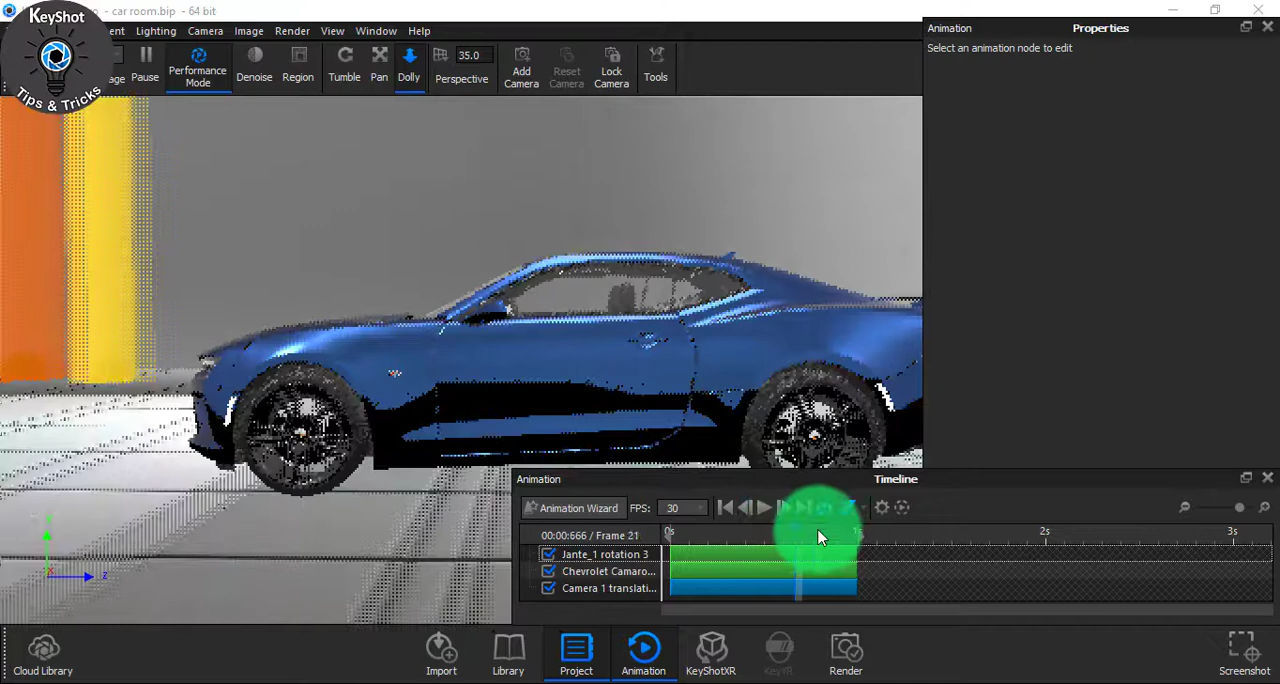 KeyShot
Tips & Tricks
- car room.bip - 64 bit
ent Lighting Camera Image Render View Window Help
age Pause Performance Mode Denoise Region Tumble Pan Dolly 35.0 Perspective Add Camera Reset Camera Lock Camera Tools
Animation Properties
Select an animation node to edit
Animation Timeline
Animation Wizard FPS: 30
00:00:666 / Frame 21 0s 1s 2s 3s
Jante_1 rotation 3
Chevrolet Camaro...
Camera 1 translati...
Cloud Library Import Library Project Animation KeyShotXR KeyVR Render Screenshot
X Z